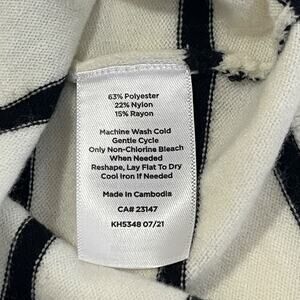 63% Polyester
22% Nylon
15% Rayon
Machine Wash Cold
Gentle Cycle
Only Non-Chlorine Bleach
When Needed
Reshape, Lay Flat To Dry
Cool Iron If Needed
Made In Cambodia
CA# 23147
KH5348 07/21